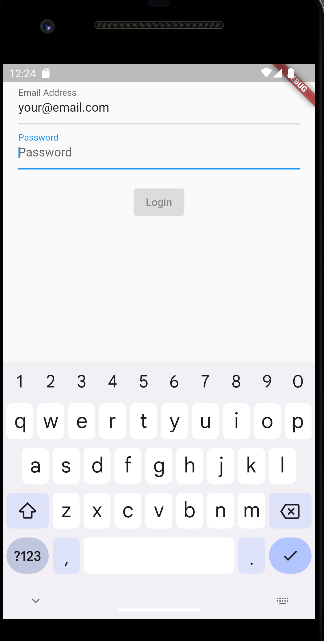 12:24
BUG
Email Address
your@email.com
Password
Password
Login
1 2 3 4 5 6 7 8 9 0
q w e r t y u i o p
a s d f g h j k l
z x c v b n m
?123 , .